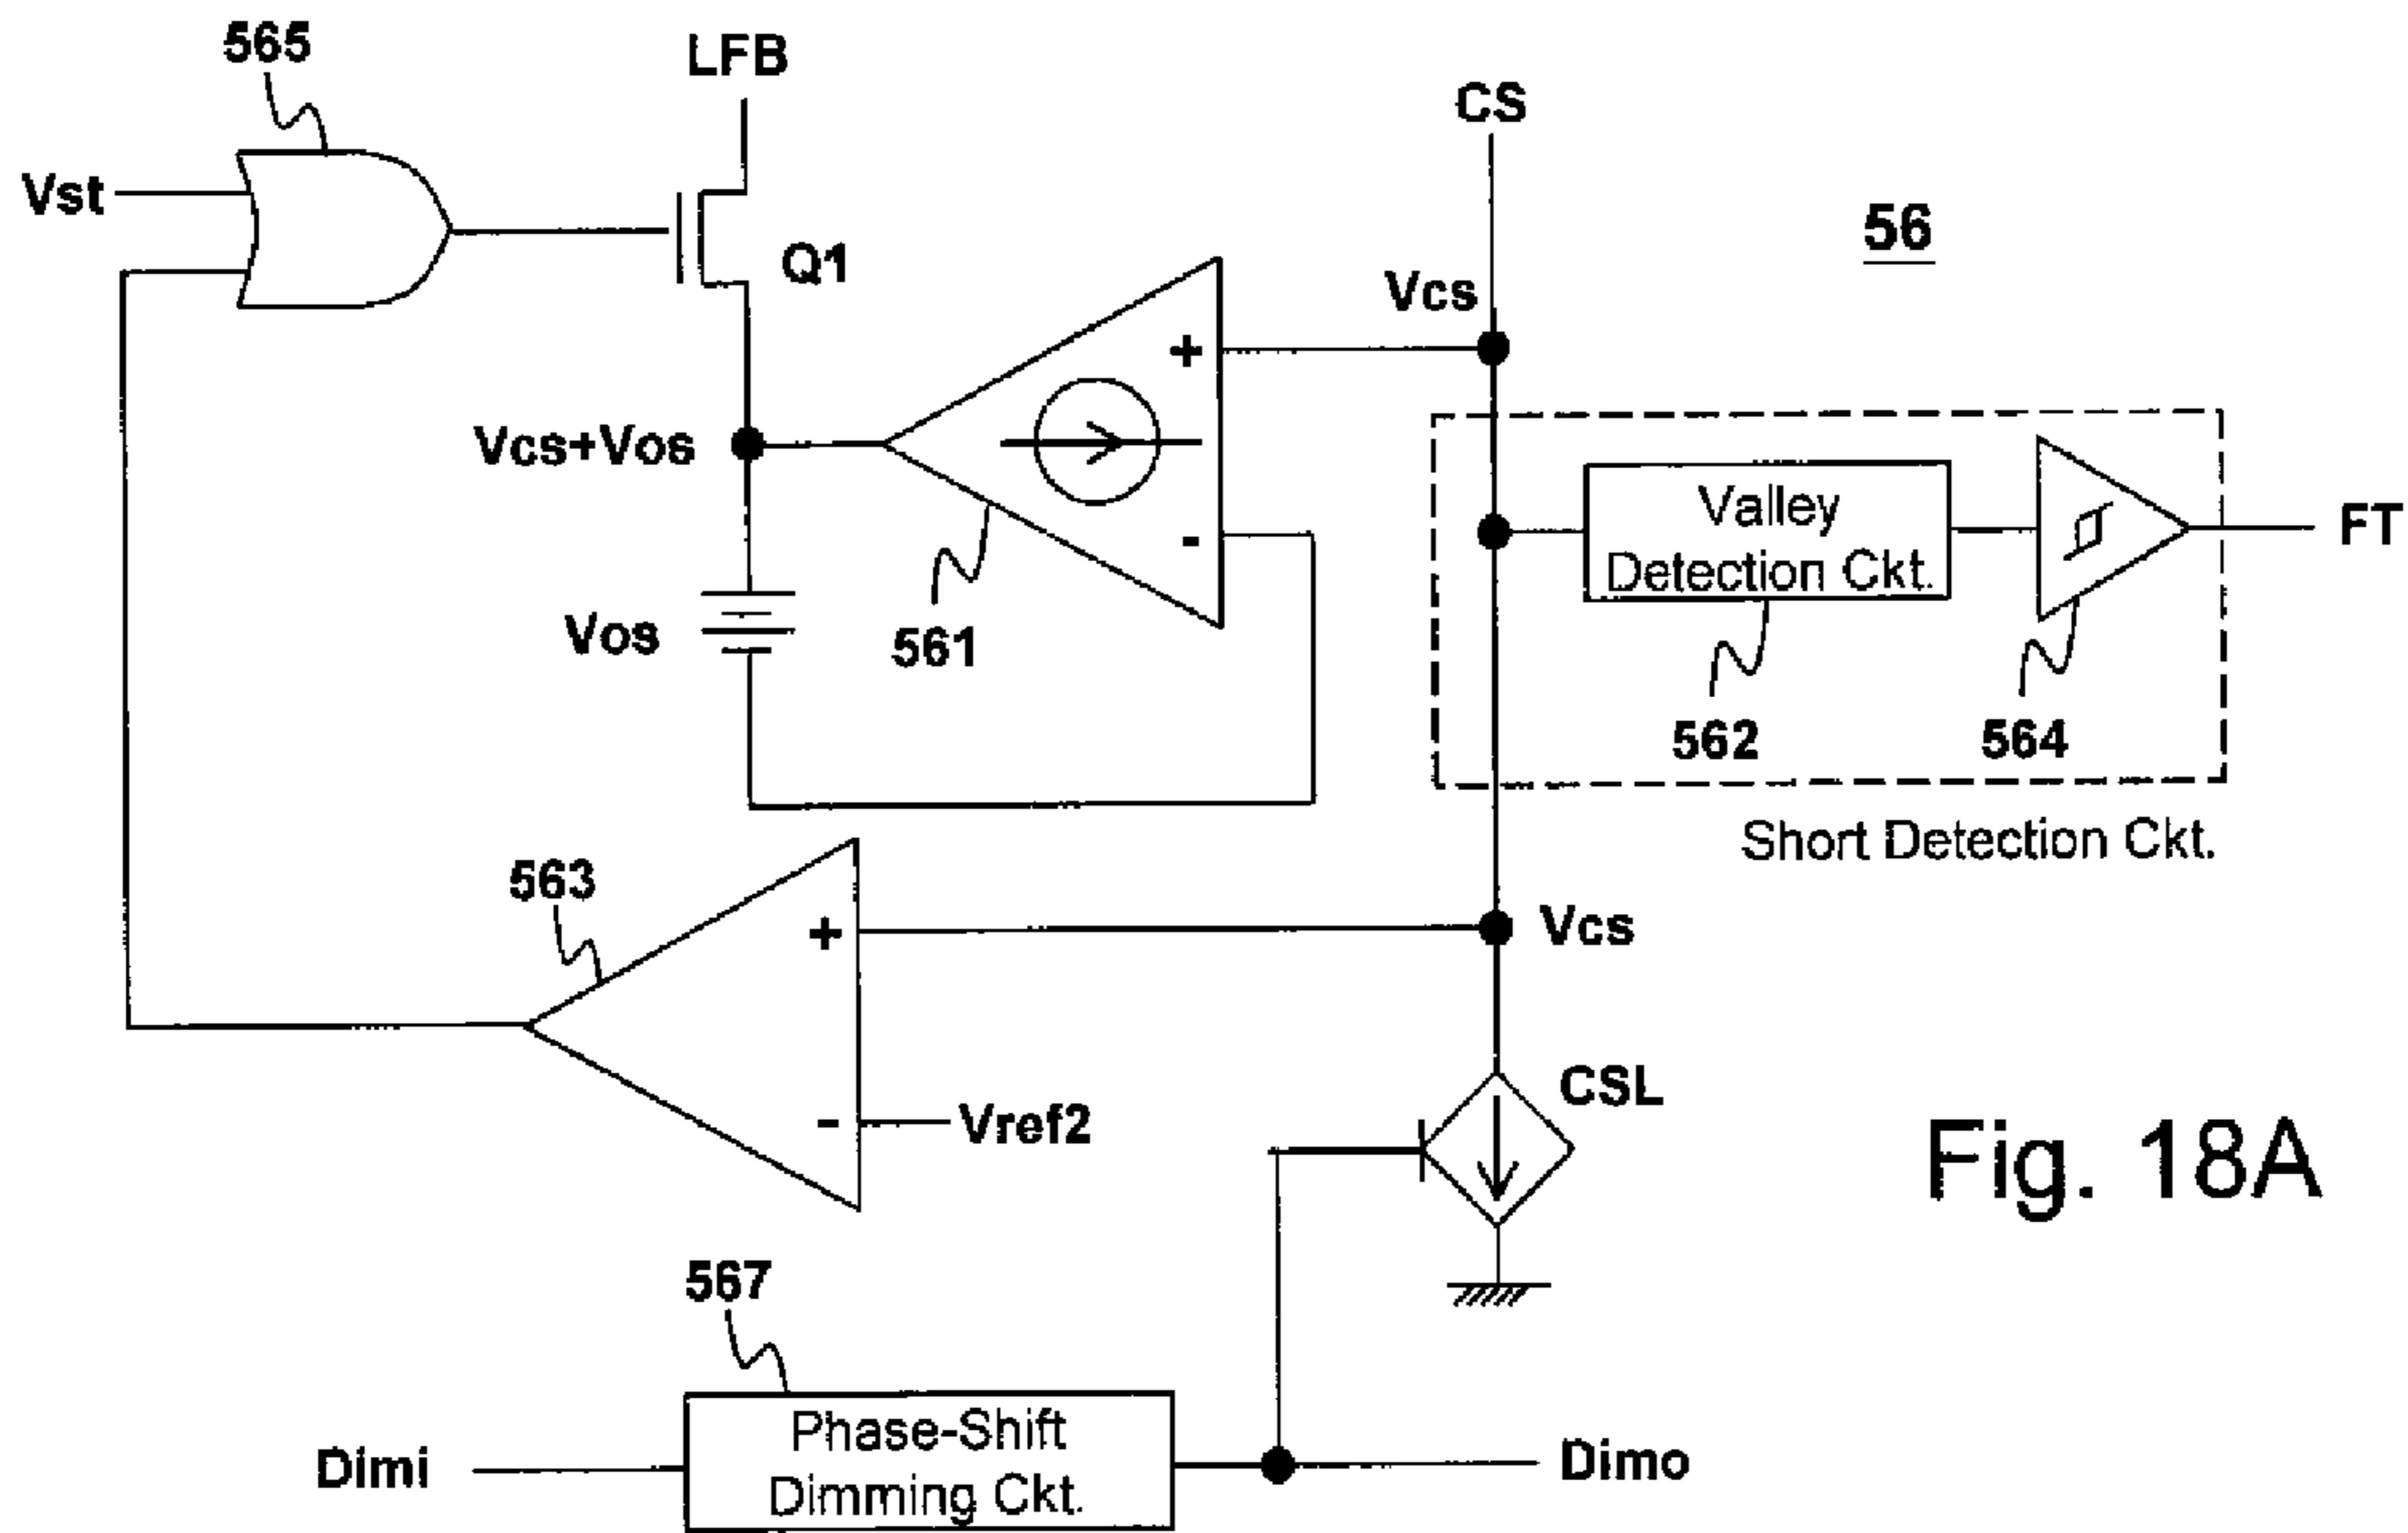 565
LFB
CS
Vst
56
Q1
Vcs
+
Vcs+Vos
-
Valley
Detection Ckt.
FT
Vos
561
562
564
Short Detection Ckt.
563
+
Vcs
-
Vref2
CSL
Fig. 18A
567
Dimi
Phase-Shift
Dimming Ckt.
Dimo